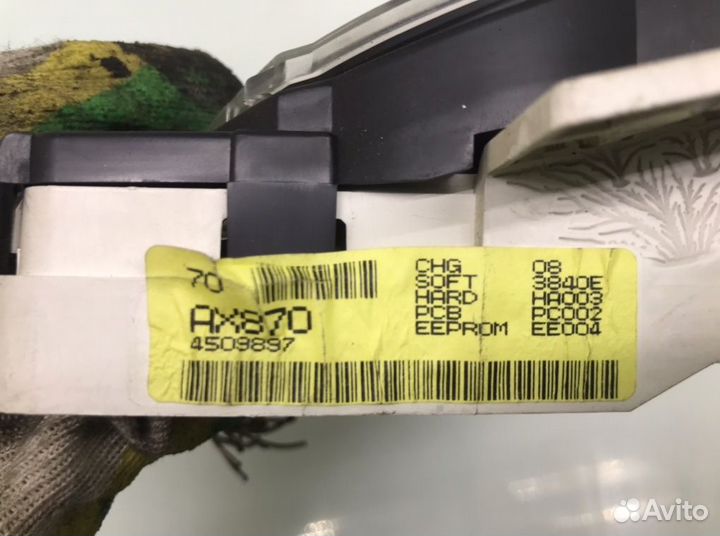 70
AX870
4509897
CHG 08
SOFT 3840E
HARD HA003
PCB PC002
EEPROM EE004
Avito